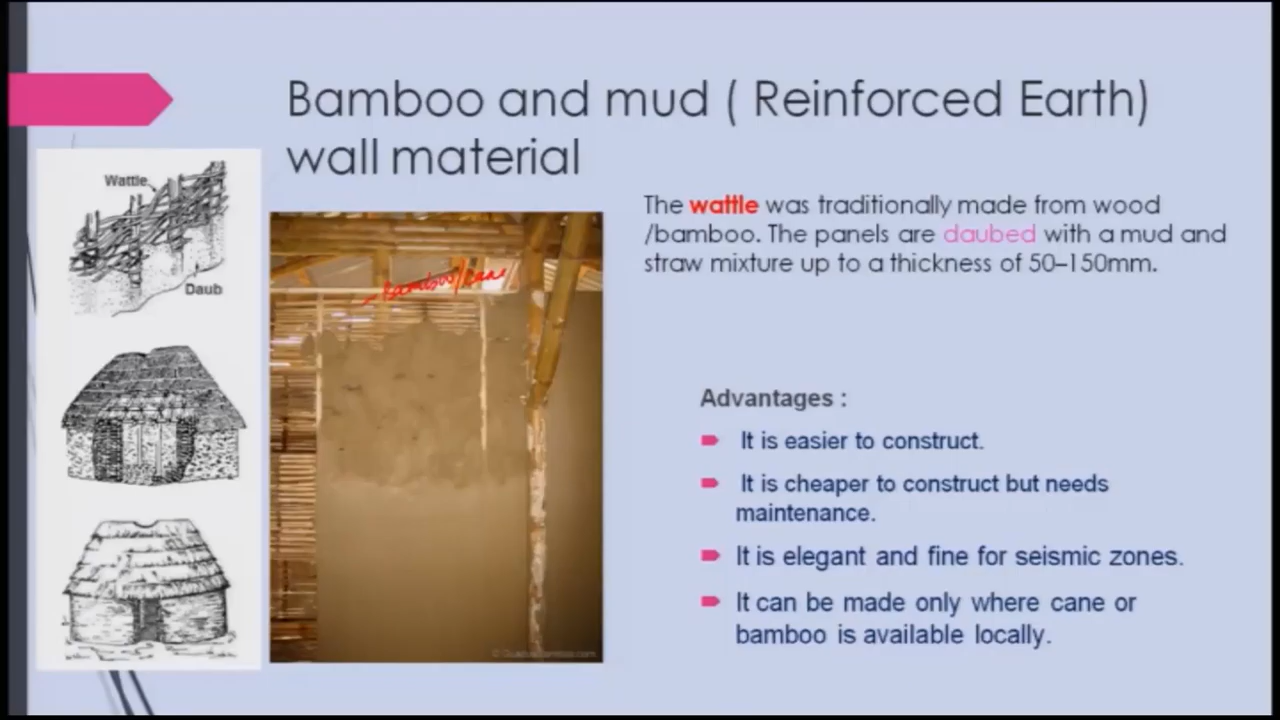 Bamboo and mud ( Reinforced Earth)
wall material
Wattle
Daub
Bamboo/cane
The wattle was traditionally made from wood
/bamboo. The panels are daubed with a mud and
straw mixture up to a thickness of 50–150mm.
Advantages :
It is easier to construct.
It is cheaper to construct but needs
maintenance.
It is elegant and fine for seismic zones.
It can be made only where cane or
bamboo is available locally.